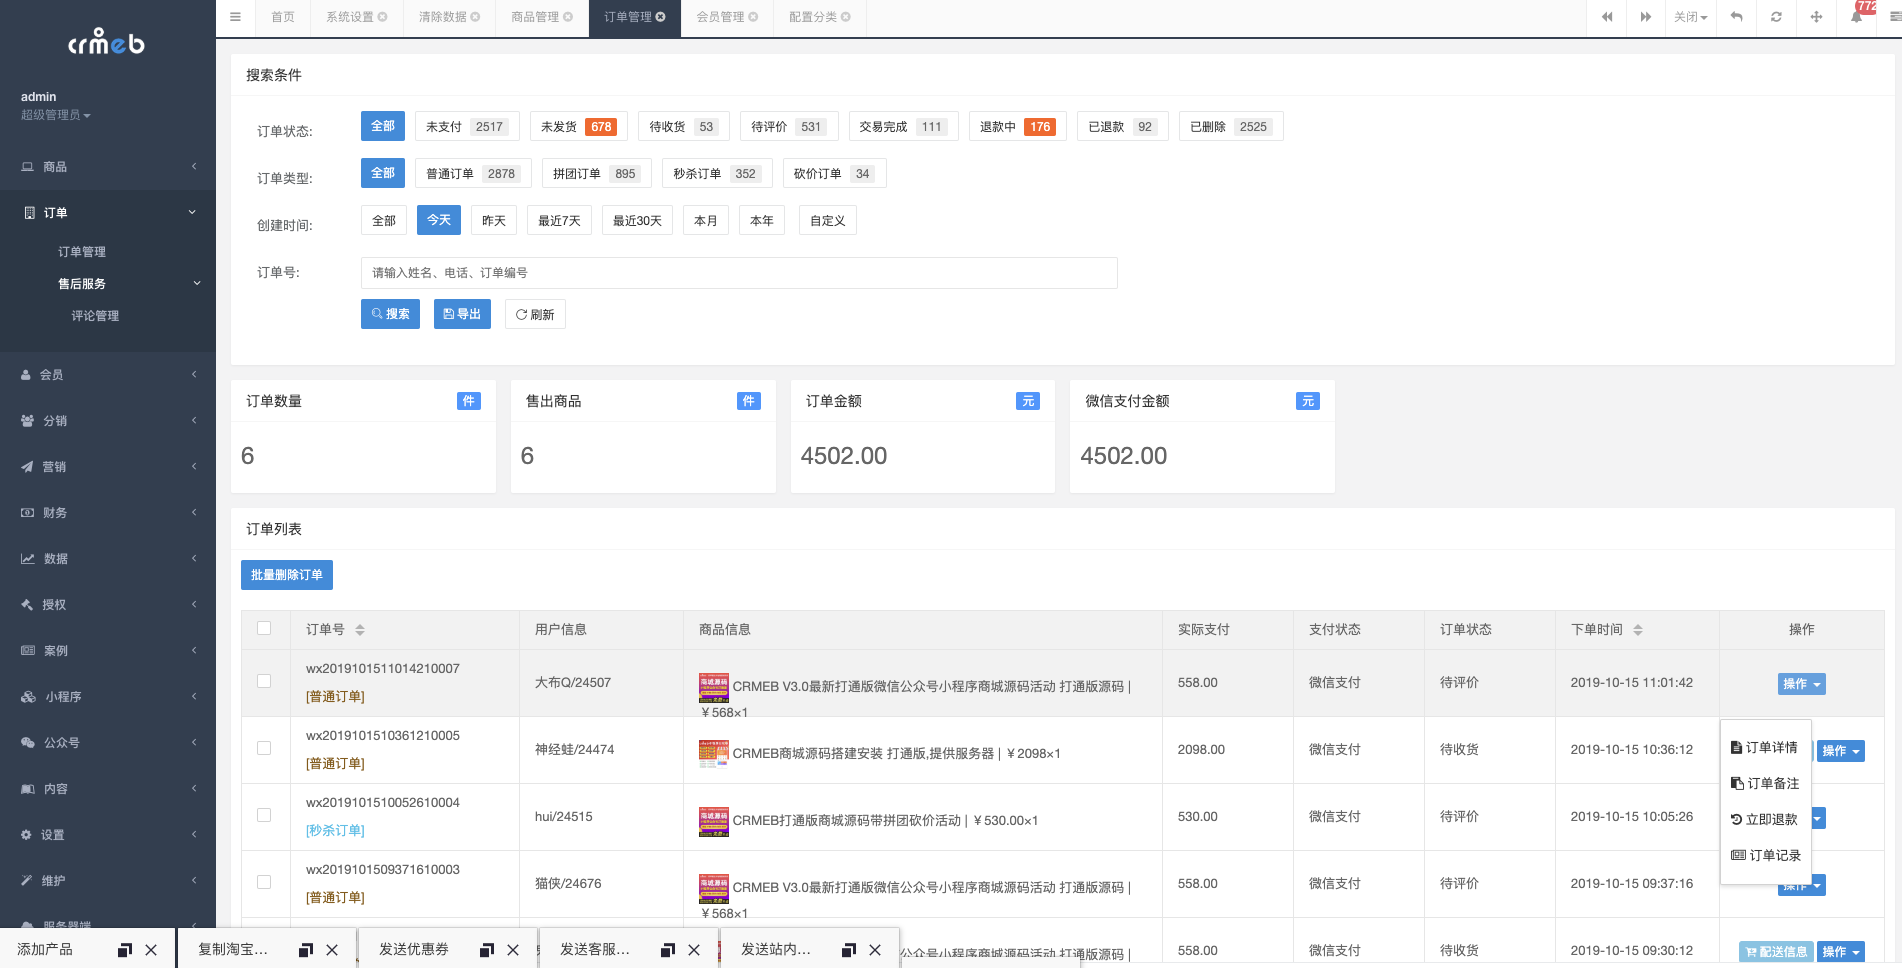 首页 系统设置 清除数据 商品管理 订单管理 会员管理 配置分类 关闭
crmeb
admin
超级管理员
商品
订单
订单管理
售后服务
评论管理
会员
分销
营销
财务
数据
授权
案例
小程序
公众号
内容
设置
维护
服务器端
搜索条件
订单状态: 全部 未支付 2517 未发货 678 待收货 53 待评价 531 交易完成 111 退款中 176 已退款 92 已删除 2525
订单类型: 全部 普通订单 2878 拼团订单 895 秒杀订单 352 砍价订单 34
创建时间: 全部 今天 昨天 最近7天 最近30天 本月 本年 自定义
订单号: 请输入姓名、电话、订单编号
搜索 导出 刷新
订单数量 件 售出商品 件 订单金额 元 微信支付金额 元
6 6 4502.00 4502.00
订单列表
批量删除订单
订单号 用户信息 商品信息 实际支付 支付状态 订单状态 下单时间 操作
wx2019101511014210007
[普通订单] 大布Q/24507 CRMEB V3.0最新打通版微信公众号小程序商城源码活动 打通版源码 | 558.00 微信支付 待评价 2019-10-15 11:01:42 操作
￥568×1
wx2019101510361210005
[普通订单] 神经蛙/24474 CRMEB商城源码搭建安装 打通版,提供服务器 | ￥2098×1 2098.00 微信支付 待收货 2019-10-15 10:36:12 操作
wx2019101510052610004
[秒杀订单] hui/24515 CRMEB打通版商城源码带拼团砍价活动 | ￥530.00×1 530.00 微信支付 待评价 2019-10-15 10:05:26
wx2019101509371610003
[普通订单] 猫侠/24676 CRMEB V3.0最新打通版微信公众号小程序商城源码活动 打通版源码 | 558.00 微信支付 待评价 2019-10-15 09:37:16 操作
￥568×1
公众号小程序商城源码活动 打通版源码 | 558.00 微信支付 待收货 2019-10-15 09:30:12 配送信息 操作
订单详情
订单备注
立即退款
订单记录
添加产品 复制淘宝... 发送优惠券 发送客服... 发送站内...